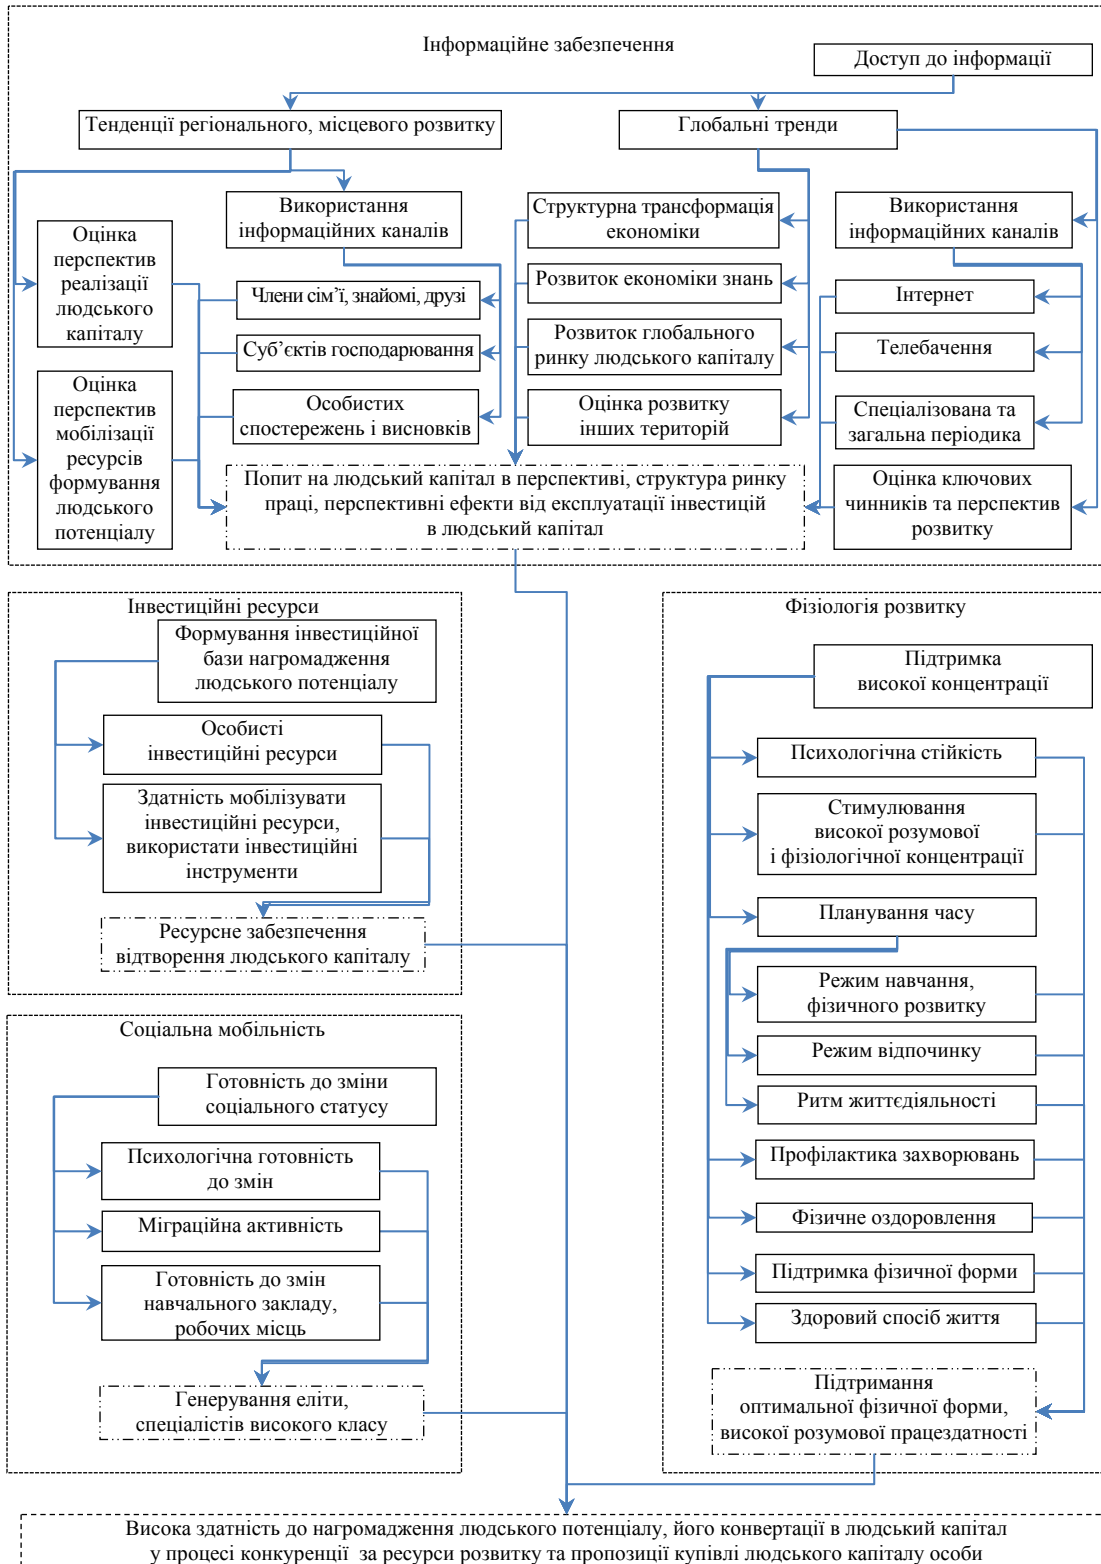 Інформаційне забезпечення
Доступ до інформації
Тенденції регіонального, місцевого розвитку
Глобальні тренди
Оцінка
перспектив
реалізації
людського
капіталу
Оцінка
перспектив
мобілізації
ресурсів
формування
людського
потенціалу
Використання
інформаційних каналів
Члени сім’ї, знайомі, друзі
Суб’єктів господарювання
Особистих
спостережень і висновків
Структурна трансформація
економіки
Розвиток економіки знань
Розвиток глобального
ринку людського капіталу
Оцінка розвитку
інших територій
Використання
інформаційних каналів
Інтернет
Телебачення
Спеціалізована та
загальна періодика
Оцінка ключових
чинників та перспектив
розвитку
Попит на людський капітал в перспективі, структура ринку
праці, перспективні ефекти від експлуатації інвестицій
в людський капітал
Інвестиційні ресурси
Формування інвестиційної
бази нагромадження
людського потенціалу
Особисті
інвестиційні ресурси
Здатність мобілізувати
інвестиційні ресурси,
використати інвестиційні
інструменти
Ресурсне забезпечення
відтворення людського капіталу
Соціальна мобільність
Готовність до зміни
соціального статусу
Психологічна готовність
до змін
Міграційна активність
Готовність до змін
навчального закладу,
робочих місць
Генерування еліти,
спеціалістів високого класу
Фізіологія розвитку
Підтримка
високої концентрації
Психологічна стійкість
Стимулювання
високої розумової
і фізіологічної концентрації
Планування часу
Режим навчання,
фізичного розвитку
Режим відпочинку
Ритм життєдіяльності
Профілактика захворювань
Фізичне оздоровлення
Підтримка фізичної форми
Здоровий спосіб життя
Підтримання
оптимальної фізичної форми,
високої розумової працездатності
Висока здатність до нагромадження людського потенціалу, його конвертації в людський капітал
у процесі конкуренції за ресурси розвитку та пропозиції купівлі людського капіталу особи